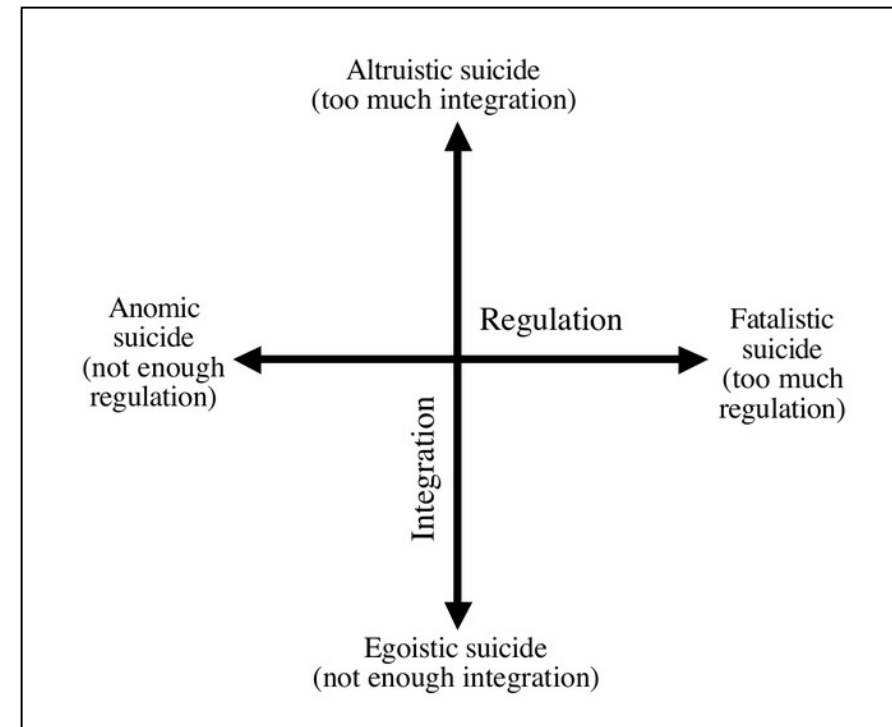 Altruistic suicide
(too much integration)
Anomic
suicide
(not enough
regulation)
Regulation
Fatalistic
suicide
(too much
regulation)
Integration
Egoistic suicide
(not enough integration)